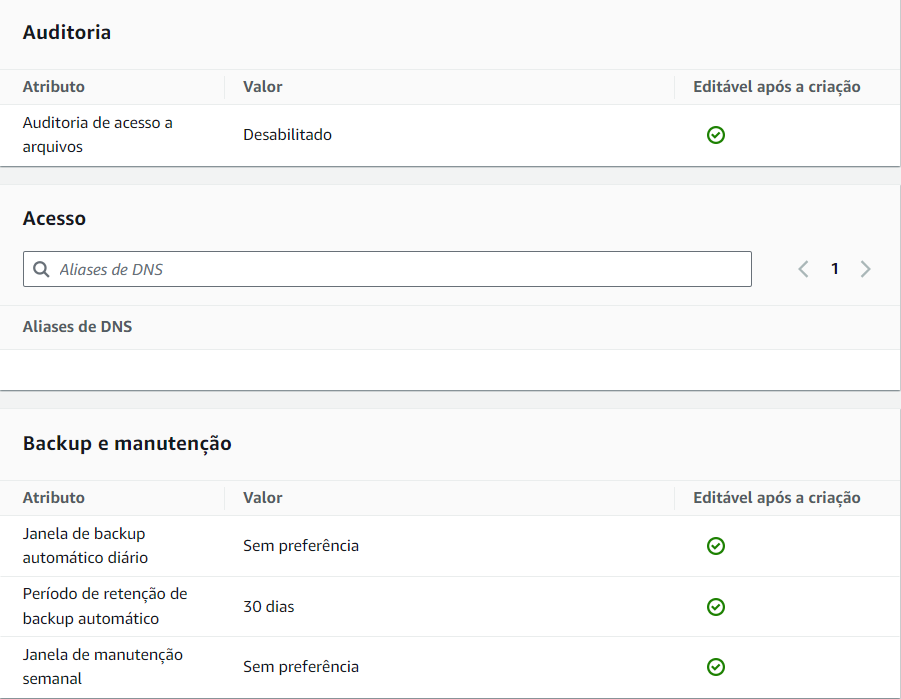 Auditoria
Atributo Valor Editável após a criação
Auditoria de acesso a
arquivos
Desabilitado
Acesso
Aliases de DNS
1
Aliases de DNS
Backup e manutenção
Atributo Valor Editável após a criação
Janela de backup
automático diário
Sem preferência
Período de retenção de
backup automático
30 dias
Janela de manutenção
semanal
Sem preferência